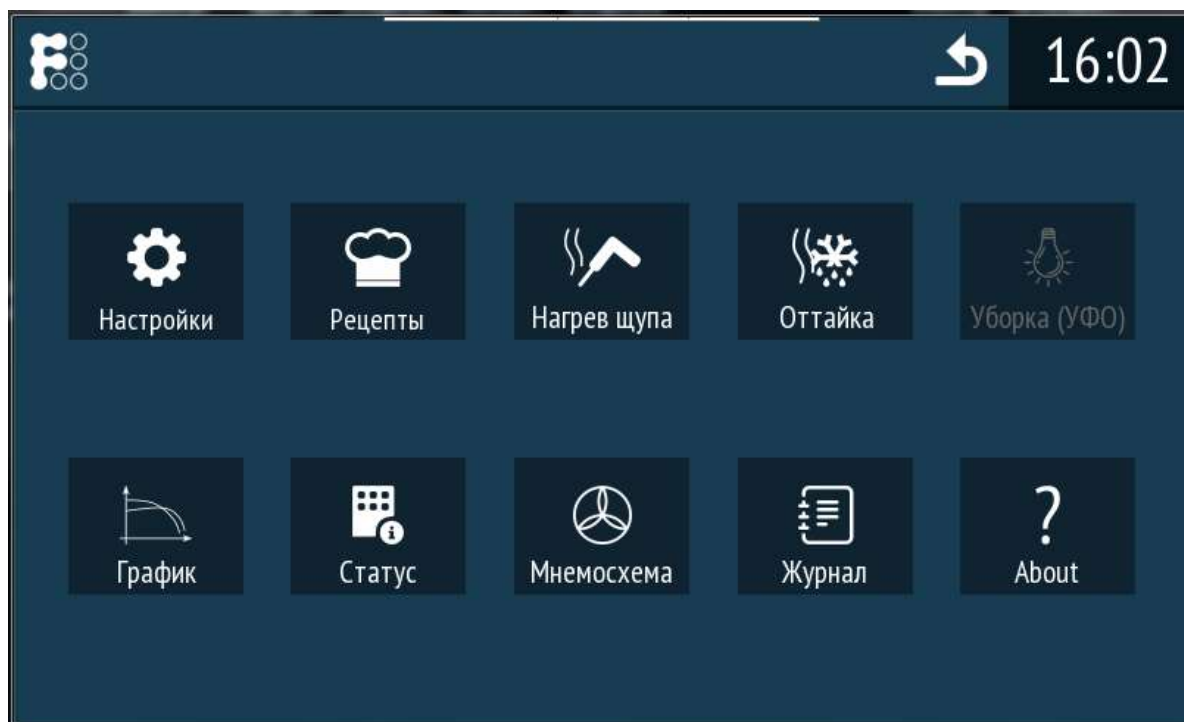 16:02
Настройки
Рецепты
Нагрев щупа
Оттайка
Уборка (УФО)
График
Статус
Мнемосхема
Журнал
? About